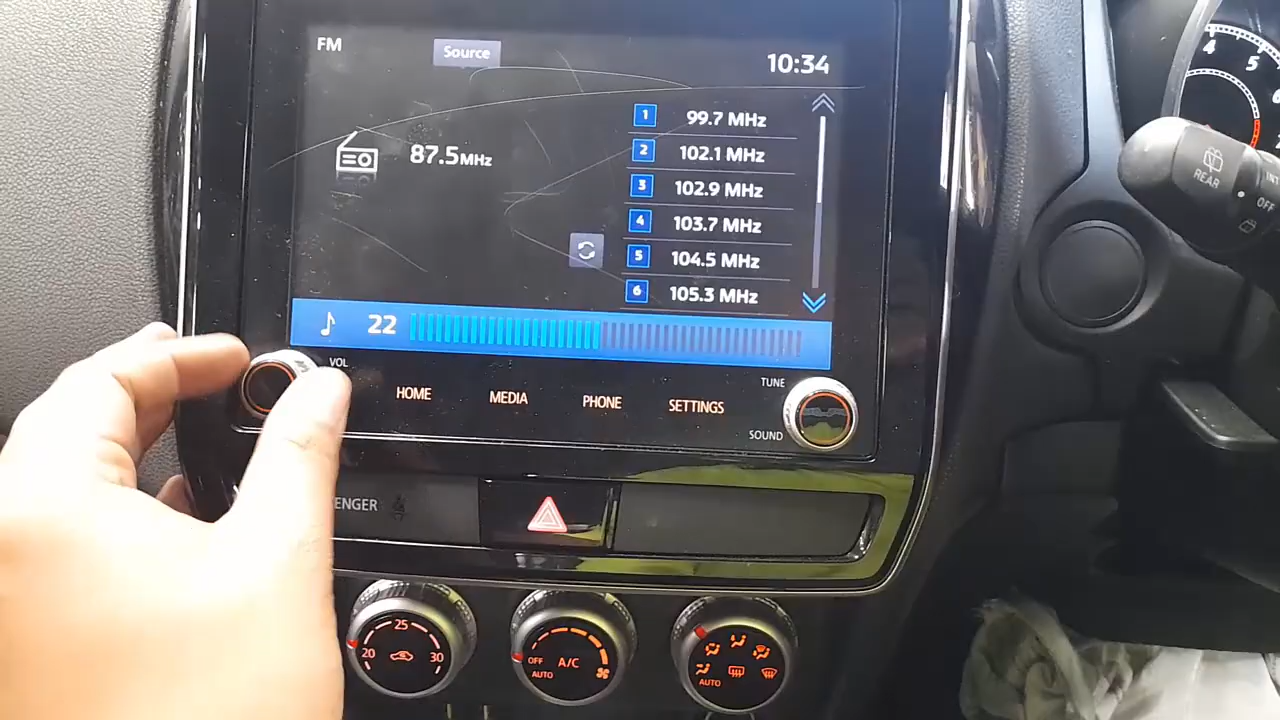 FM
Source
10:34
87.5MHz
1 99.7 MHz
2 102.1 MHz
3 102.9 MHz
4 103.7 MHz
5 104.5 MHz
6 105.3 MHz
22
VOL
HOME
MEDIA
PHONE
SETTINGS
TUNE
SOUND
ENGER
20 25 30
OFF
A/C
AUTO
AUTO
4
5
6
REAR
INT
OFF